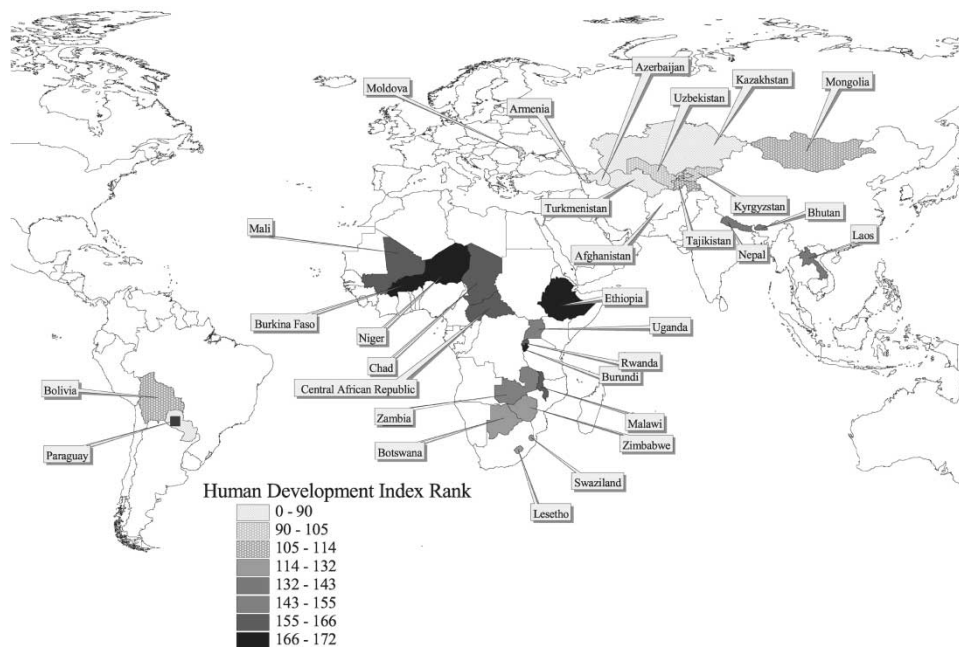 Azerbaijan
Kazakhstan
Moldova
Uzbekistan
Mongolia
Armenia
Turkmenistan
Kyrgyzstan
Bhutan
Mali
Tajikistan
Laos
Afghanistan
Nepal
Ethiopia
Burkina Faso
Uganda
Niger
Chad
Rwanda
Central African Republic
Burundi
Bolivia
Zambia
Malawi
Zimbabwe
Paraguay
Botswana
Swaziland
Lesetho
Human Development Index Rank
0 - 90
90 - 105
105 - 114
114 - 132
132 - 143
143 - 155
155 - 166
166 - 172